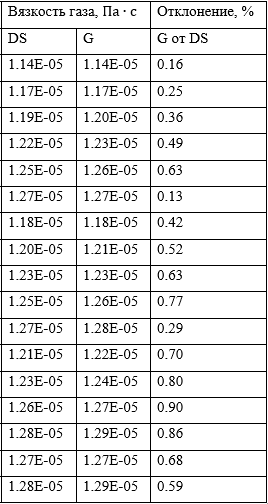 Вязкость газа, Па · с Отклонение, %
DS G G от DS
1.14E-05 1.14E-05 0.16
1.17E-05 1.17E-05 0.25
1.19E-05 1.20E-05 0.36
1.22E-05 1.23E-05 0.49
1.25E-05 1.26E-05 0.63
1.27E-05 1.27E-05 0.13
1.18E-05 1.18E-05 0.42
1.20E-05 1.21E-05 0.52
1.23E-05 1.23E-05 0.63
1.25E-05 1.26E-05 0.77
1.27E-05 1.28E-05 0.29
1.21E-05 1.22E-05 0.70
1.23E-05 1.24E-05 0.80
1.26E-05 1.27E-05 0.90
1.28E-05 1.29E-05 0.86
1.27E-05 1.27E-05 0.68
1.28E-05 1.29E-05 0.59